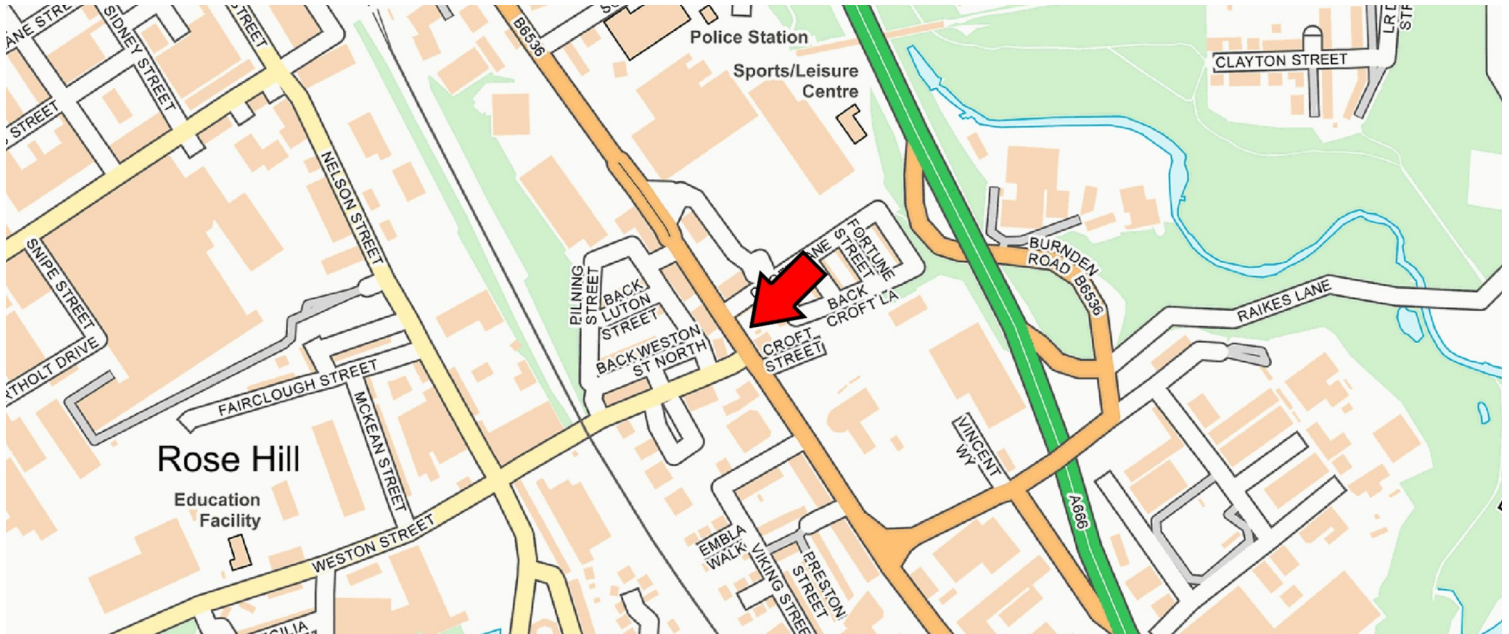 SIDNEY STREET
STREET
B6536
Police Station
Sports/Leisure
Centre
CLAYTON STREET
STREET
NELSON STREET
SNIPE STREET
PILNING
STREET
BACK
LUTON
STREET
BACK WESTON
ST NORTH
FORTUNE
STREET
BACK
CROFT LA
CROFT
STREET
BURNDEN
ROAD B6536
RAIKES LANE
FAIRCLOUGH STREET
MCKEAN STREET
Rose Hill
Education
Facility
WESTON STREET
VINCENT
WY
A666
EMBLA
WALK
VIKING STREET
PRESTON
STREET